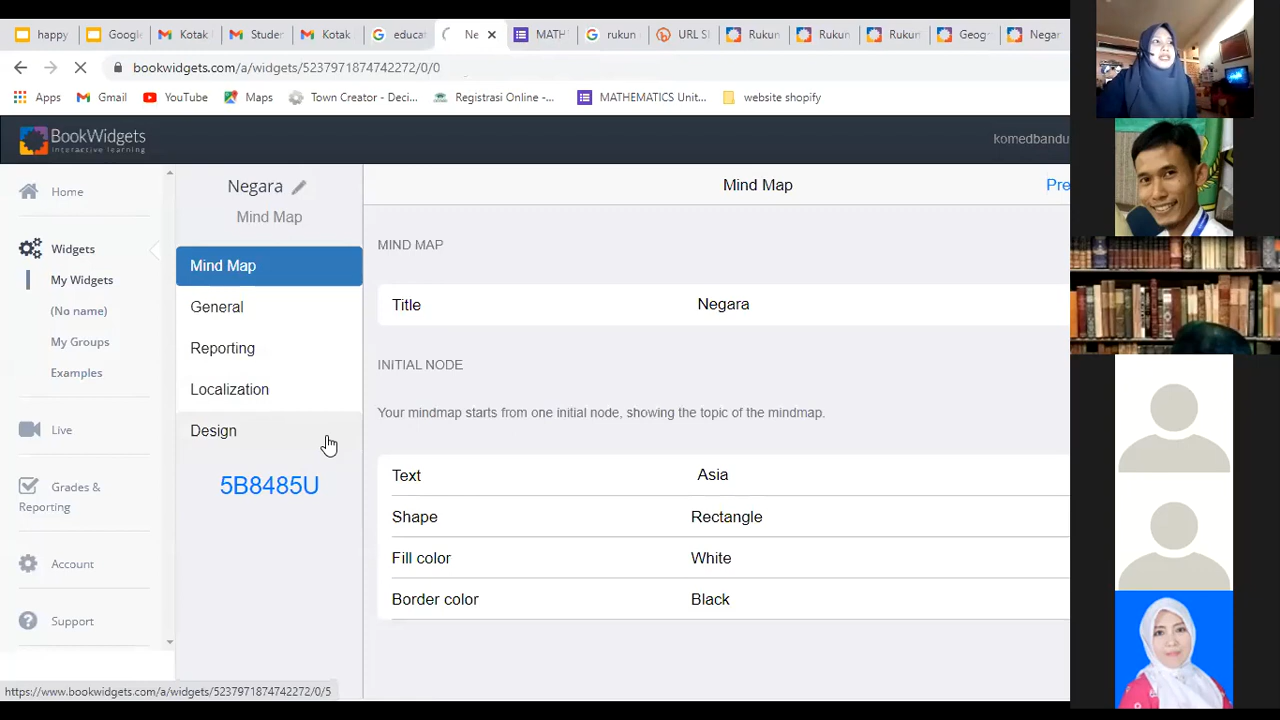 happy
Googl
Kotak
Studer
Kotak
educat
Ne
MATH
rukun
URL Sl
Rukun
Rukun
Rukun
Geog
Negar
bookwidgets.com/a/widgets/5237971874742272/0/0
Apps
Gmail
YouTube
Maps
Town Creator - Deci...
Registrasi Online -...
MATHEMATICS Unit...
website shopify
BookWidgets
interactive learning
komedbandu
Home
Widgets
My Widgets
(No name)
My Groups
Examples
Live
Grades &
Reporting
Account
Support
Negara
Mind Map
Mind Map
General
Reporting
Localization
Design
5B8485U
Mind Map
Pre
MIND MAP
Title Negara
INITIAL NODE
Your mindmap starts from one initial node, showing the topic of the mindmap.
Text Asia
Shape Rectangle
Fill color White
Border color Black
https://www.bookwidgets.com/a/widgets/5237971874742272/0/5